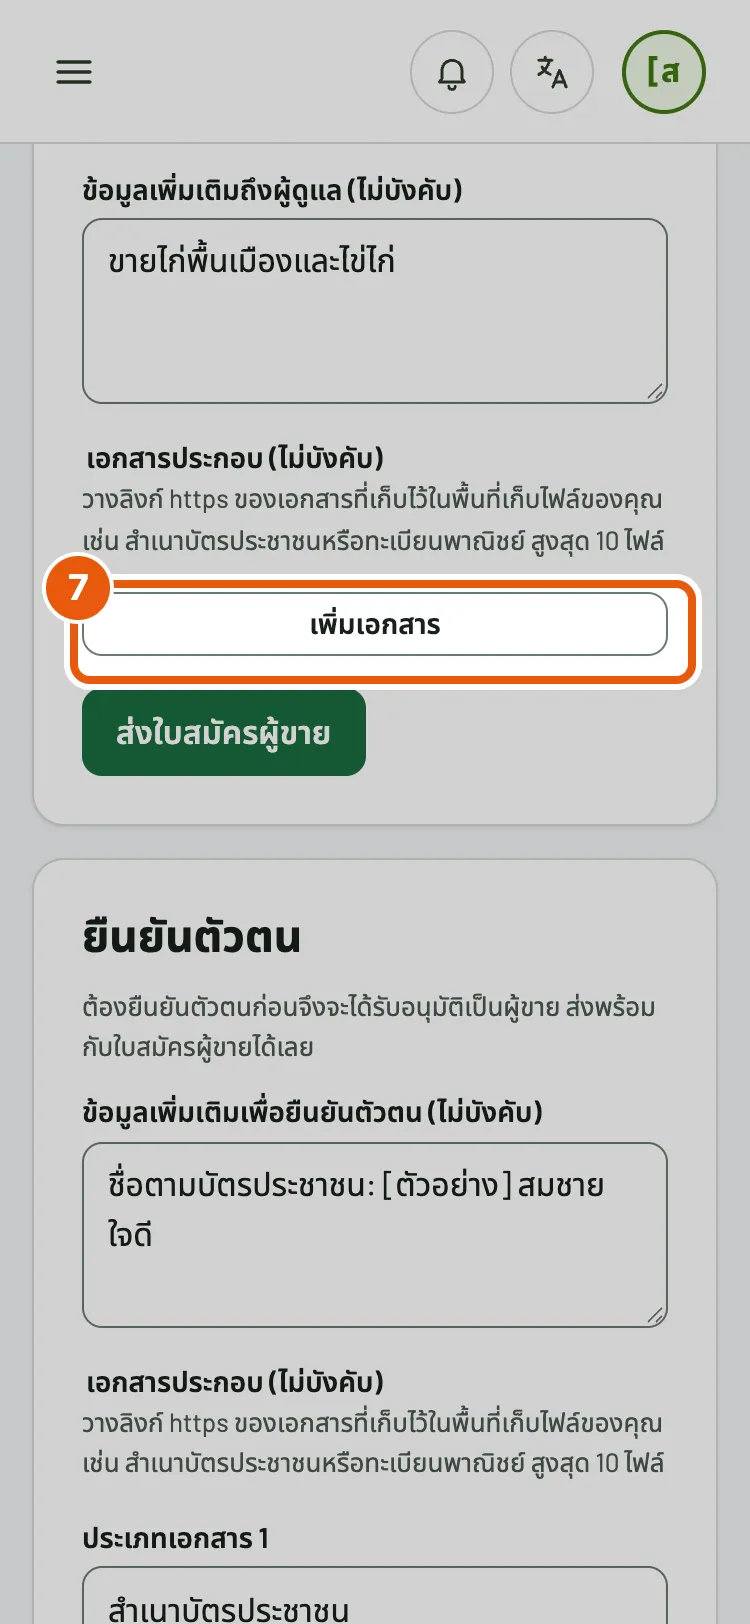 [ส
ข้อมูลเพิ่มเติมถึงผู้ดูแล (ไม่บังคับ)
ขายไก่พื้นเมืองและไข่ไก่
เอกสารประกอบ (ไม่บังคับ)
วางลิงก์ https ของเอกสารที่เก็บไว้ในพื้นที่เก็บไฟล์ของคุณ
เช่น สำเนาบัตรประชาชนหรือทะเบียนพาณิชย์ สูงสุด 10 ไฟล์
7
เพิ่มเอกสาร
ส่งใบสมัครผู้ขาย
ยืนยันตัวตน
ต้องยืนยันตัวตนก่อนจึงจะได้รับอนุมัติเป็นผู้ขาย ส่งพร้อม
กับใบสมัครผู้ขายได้เลย
ข้อมูลเพิ่มเติมเพื่อยืนยันตัวตน (ไม่บังคับ)
ชื่อตามบัตรประชาชน: [ตัวอย่าง] สมชาย
ใจดี
เอกสารประกอบ (ไม่บังคับ)
วางลิงก์ https ของเอกสารที่เก็บไว้ในพื้นที่เก็บไฟล์ของคุณ
เช่น สำเนาบัตรประชาชนหรือทะเบียนพาณิชย์ สูงสุด 10 ไฟล์
ประเภทเอกสาร 1
สำเนาบัตรประชาชน